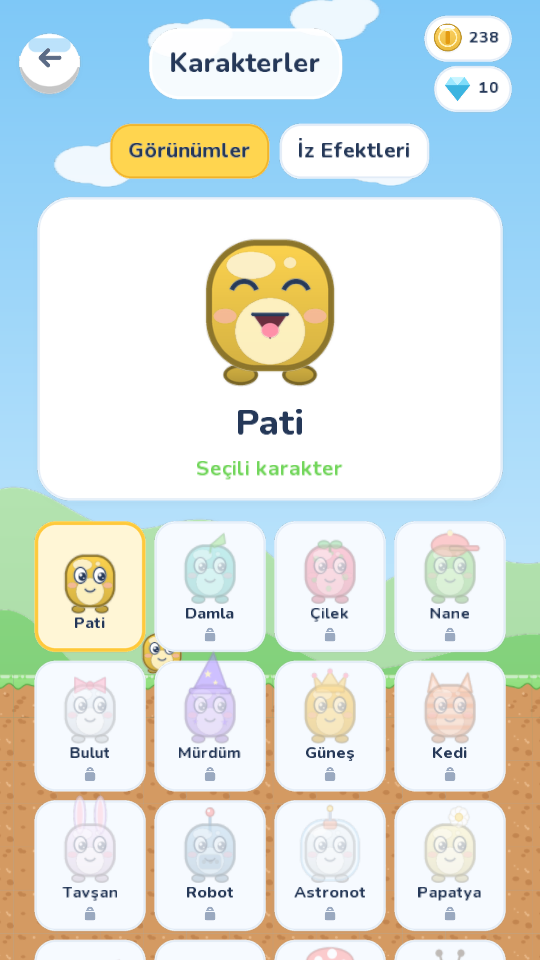 Karakterler
238
10
Görünümler
İz Efektleri
Pati
Seçili karakter
Pati
Damla
Çilek
Nane
Bulut
Mürdüm
Güneş
Kedi
Tavşan
Robot
Astronot
Papatya